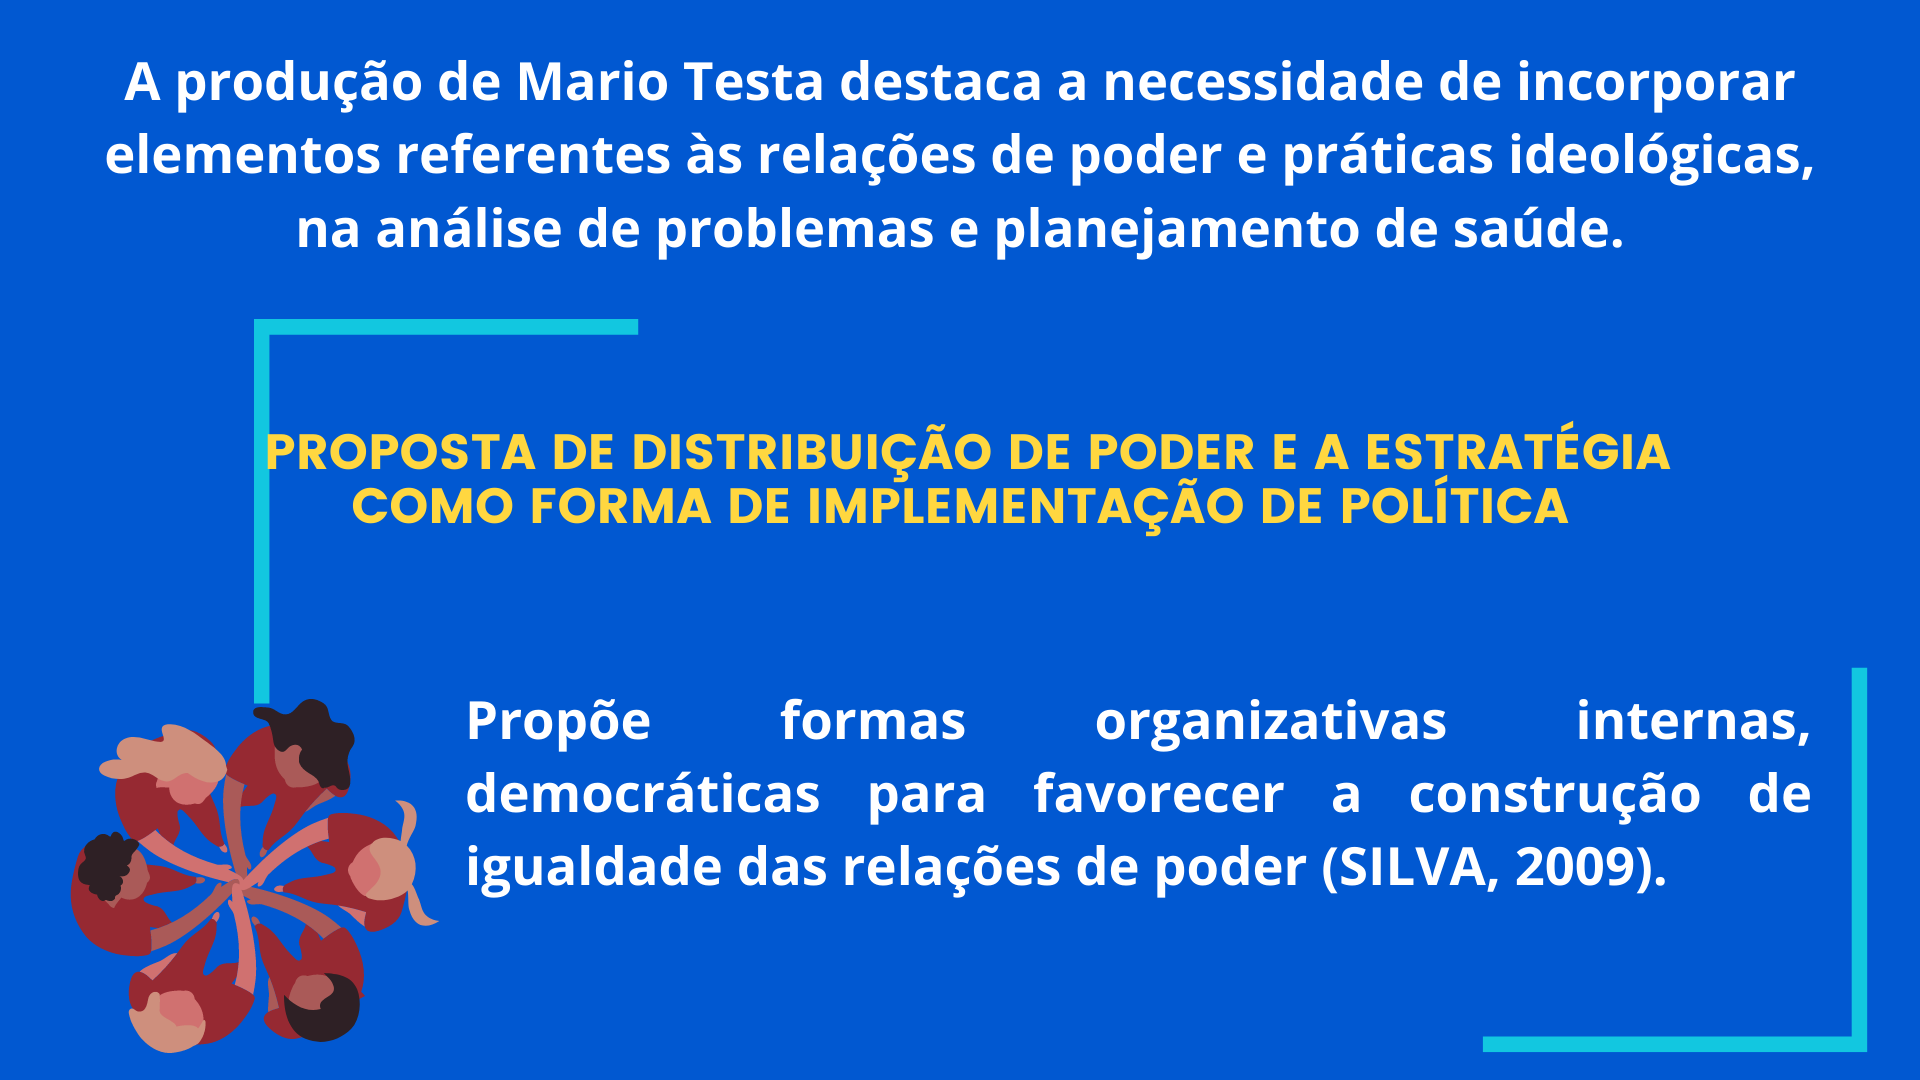 A produção de Mario Testa destaca a necessidade de incorporar
elementos referentes às relações de poder e práticas ideológicas,
na análise de problemas e planejamento de saúde.
PROPOSTA DE DISTRIBUIÇÃO DE PODER E A ESTRATÉGIA
COMO FORMA DE IMPLEMENTAÇÃO DE POLÍTICA
Propõe formas organizativas internas,
democráticas para favorecer a construção de
igualdade das relações de poder (SILVA, 2009).